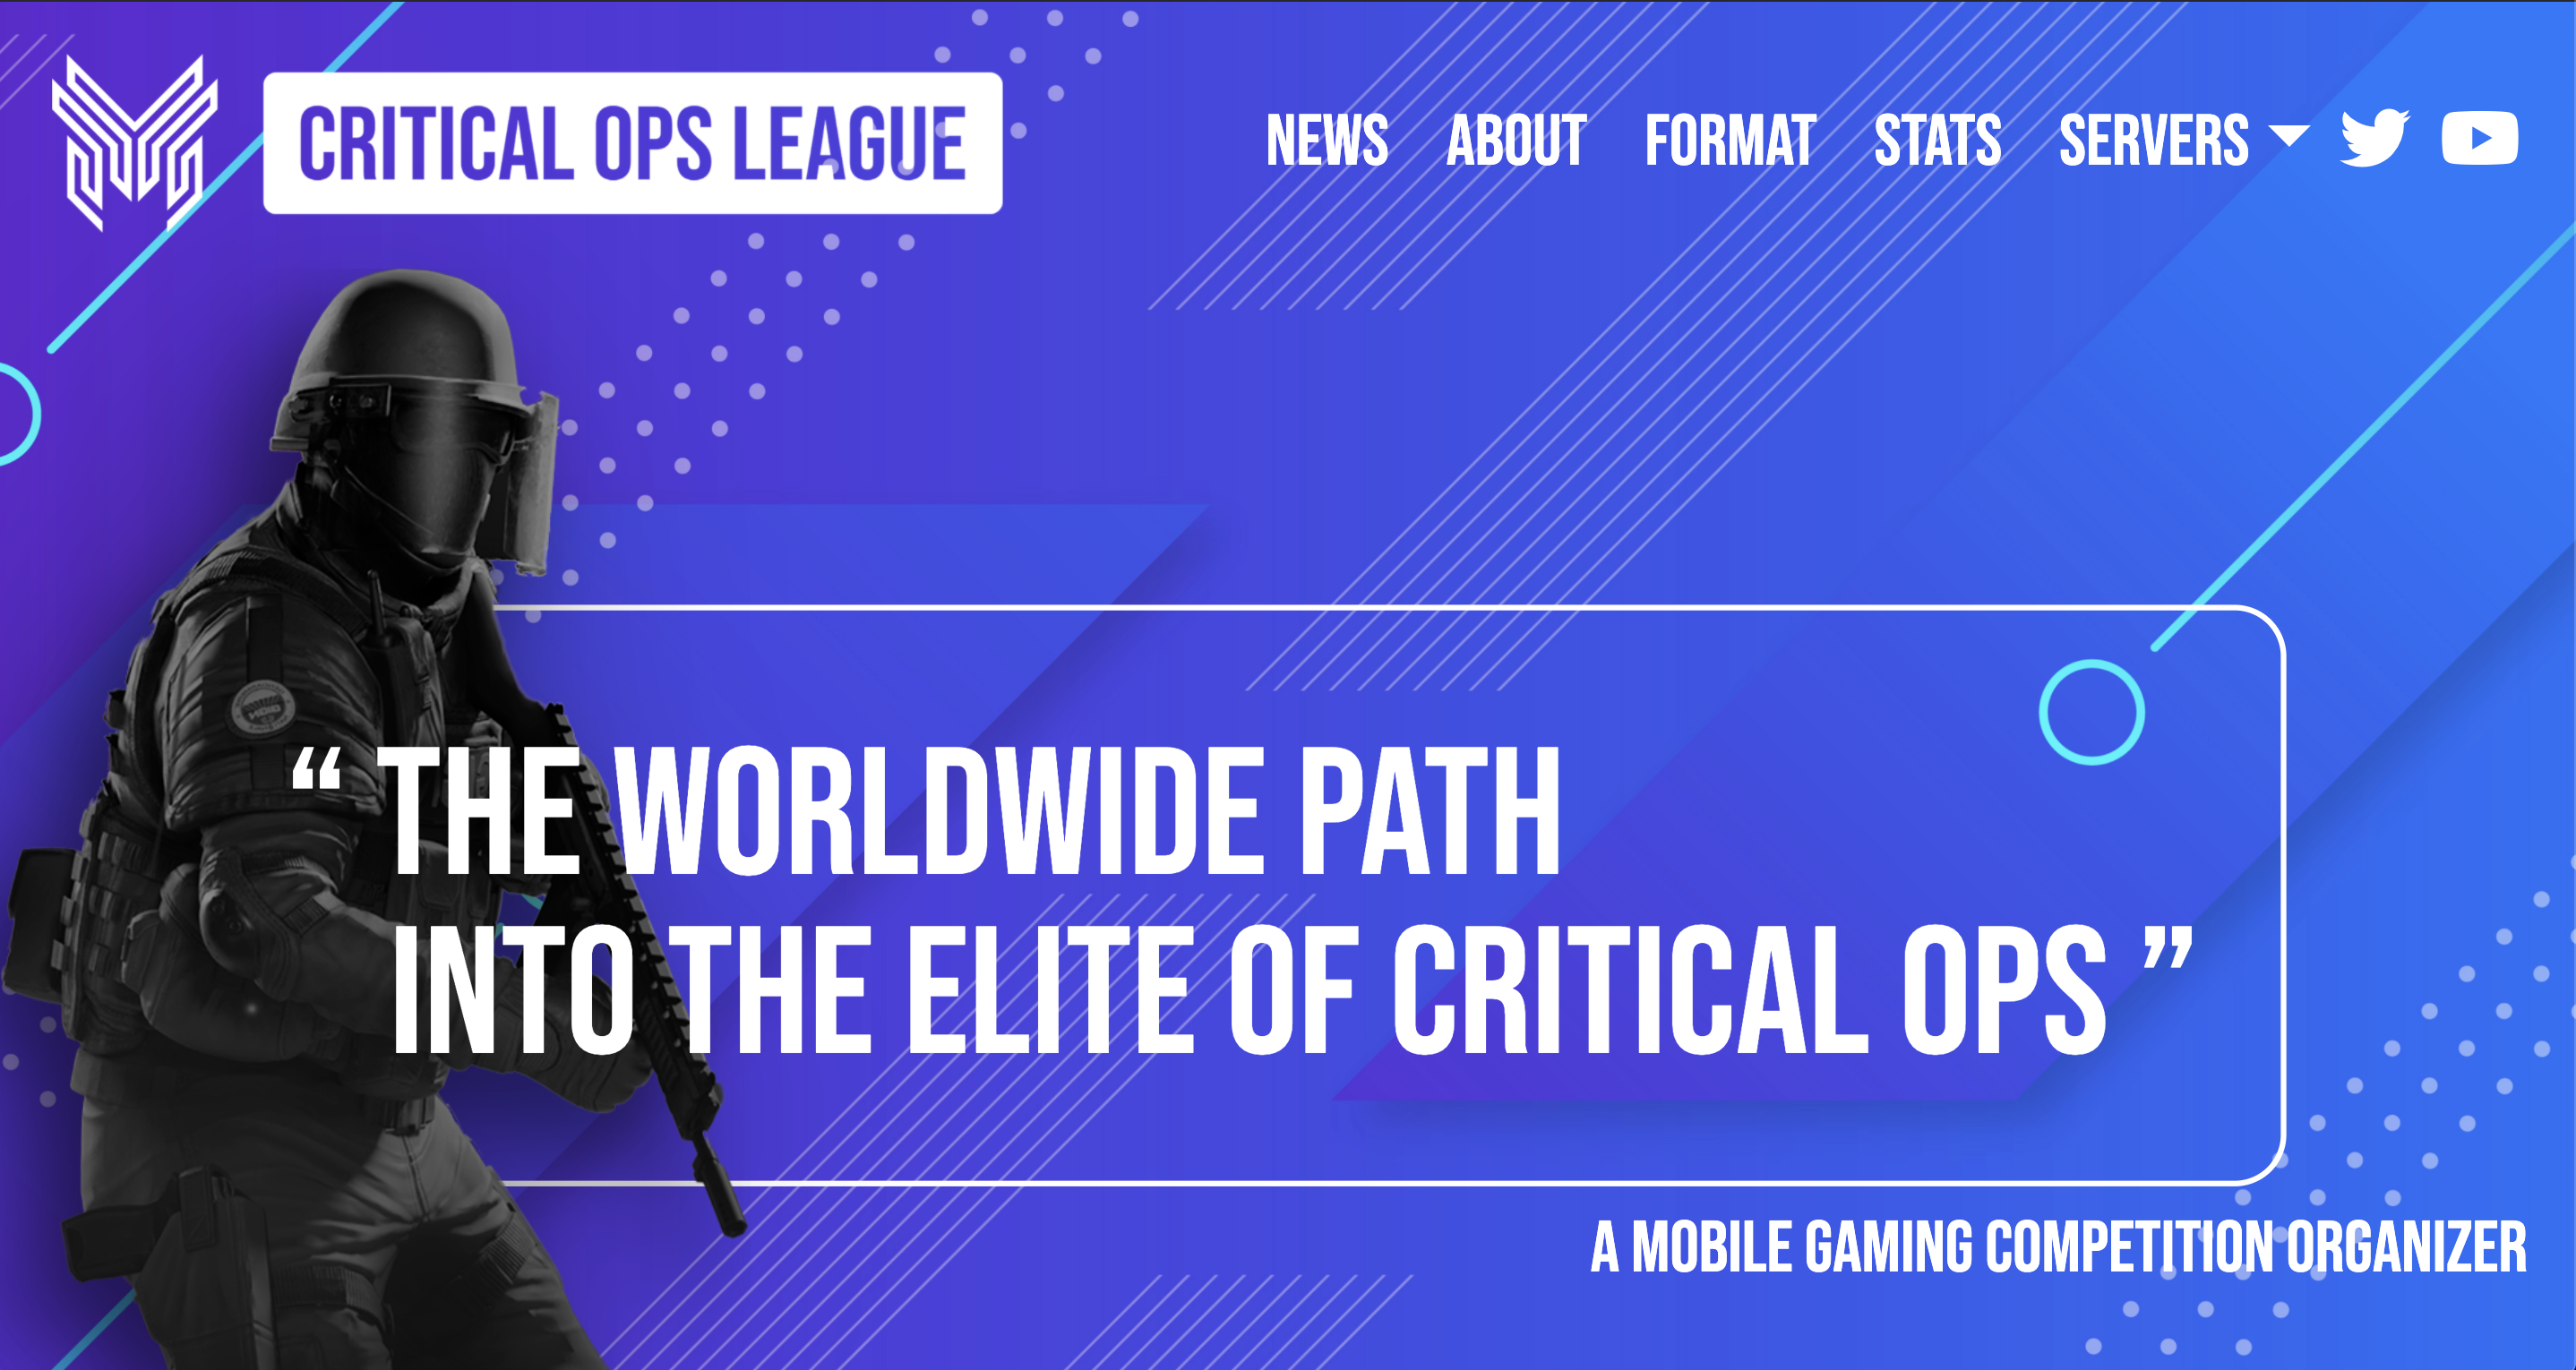 CRITICAL OPS LEAGUE
NEWS ABOUT FORMAT STATS SERVERS
“ THE WORLDWIDE PATH
INTO THE ELITE OF CRITICAL OPS ”
A MOBILE GAMING COMPETITION ORGANIZER